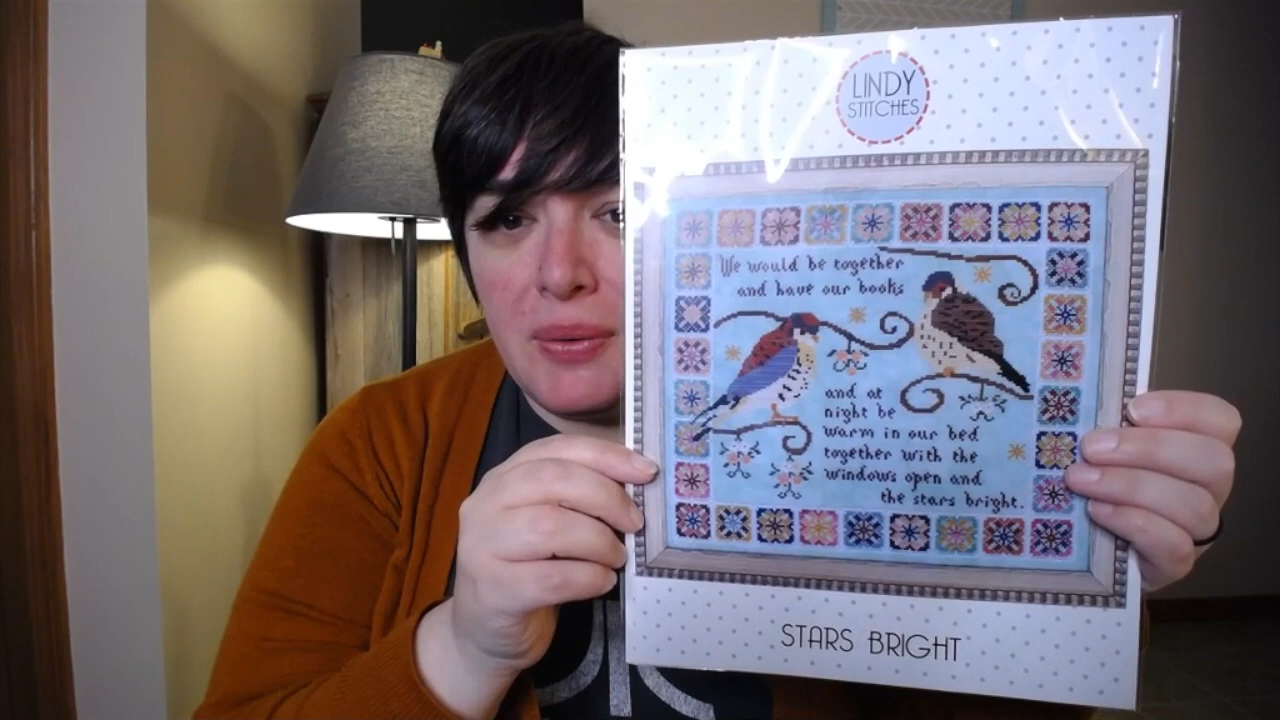 LINDY
STITCHES
We would be together
and have our books
and at
night be
warm in our bed
together with the
windows open and
the stars bright.
STARS BRIGHT